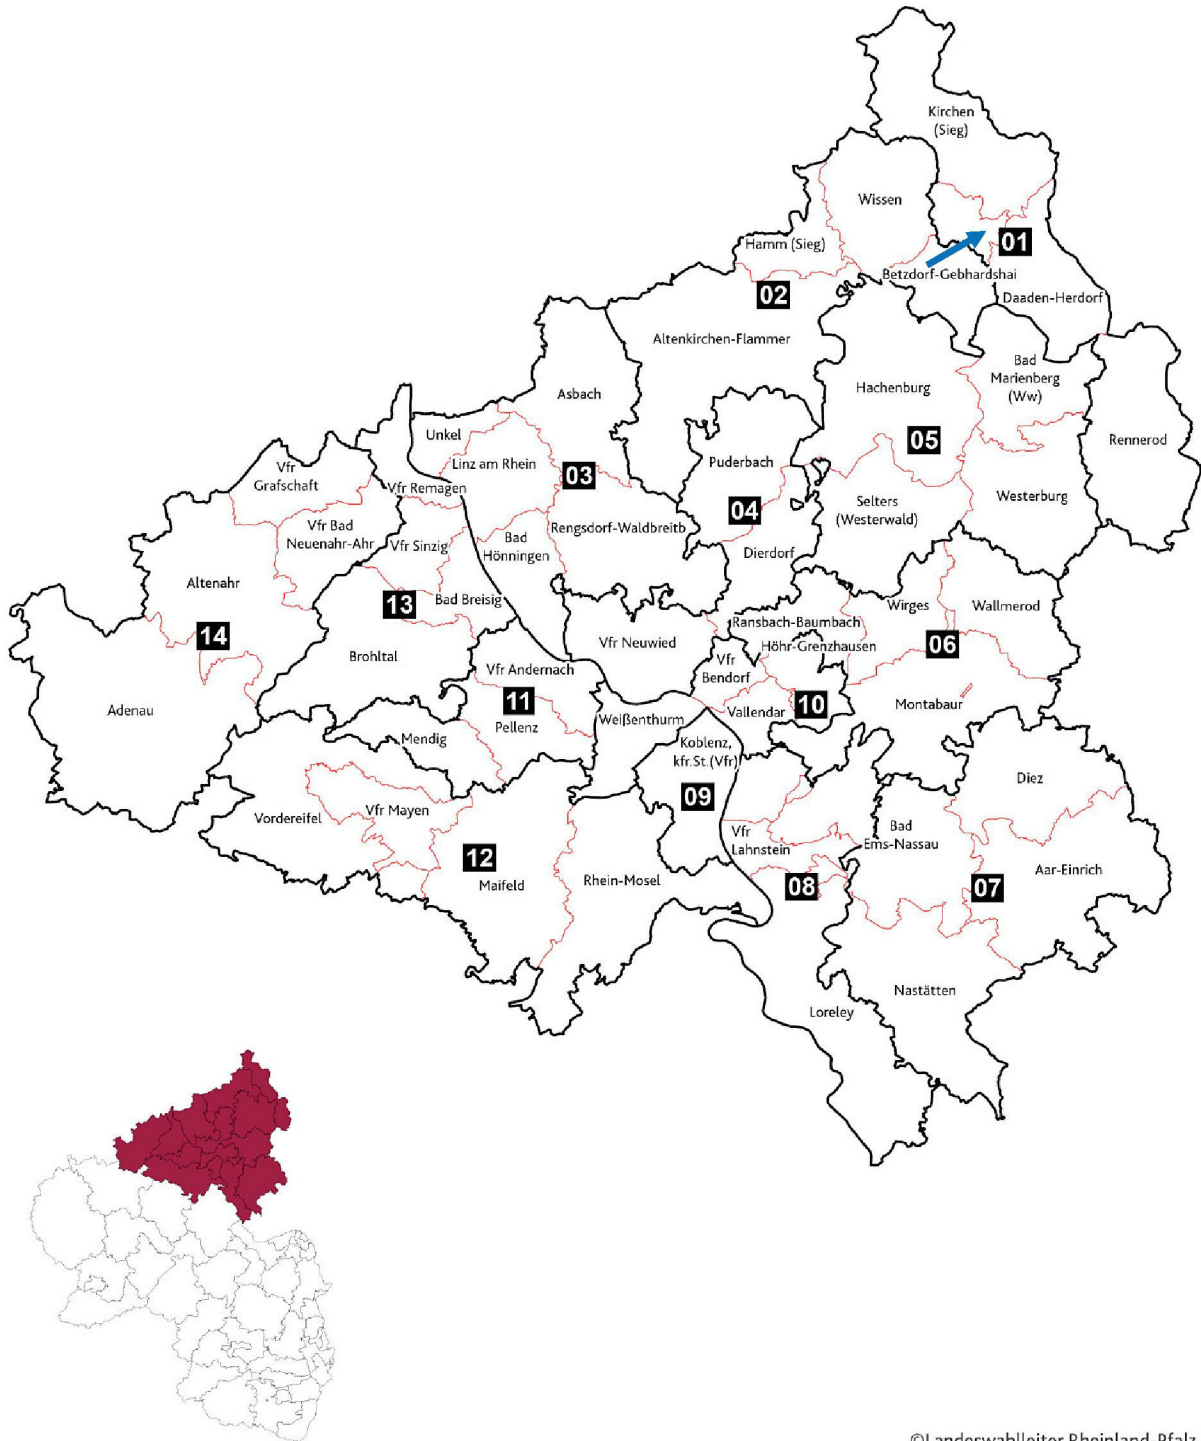 Kirchen
(Sieg)
Wissen
Hamm (Sieg)
01
Betzdorf-Gebhardshai
02
Daaden-Herdorf
Altenkirchen-Flammer
Bad
Marienberg
(Ww)
Hachenburg
Asbach
Unkel
05
Rennerod
Linz am Rhein
Puderbach
Vfr
Grafschaft
03
Vfr Remagen
Westerburg
Selters
(Westerwald)
04
Vfr Bad
Neuenahr-Ahr
Rengsdorf-Waldbreitb
Vfr Sinzig
Bad
Hönningen
Dierdorf
Altenahr
13
Bad Breisig
Wirges
Wallmerod
Ransbach-Baumbach
14
Vfr Neuwied
Höhr-Grenzhausen
06
Brohltal
Vfr Andernach
Vfr
Bendorf
11
10
Montabaur
Adenau
Vallendar
Weißenthurm
Pellenz
Mendig
Koblenz,
kfr.St.(Vfr)
Diez
09
Vordereifel
Vfr Mayen
Vfr
Lahnstein
Bad
Ems-Nassau
12
Maifeld
Rhein-Mosel
08
07
Aar-Einrich
Nastätten
Loreley
©Landeswahlleiter Rheinland-Pfalz